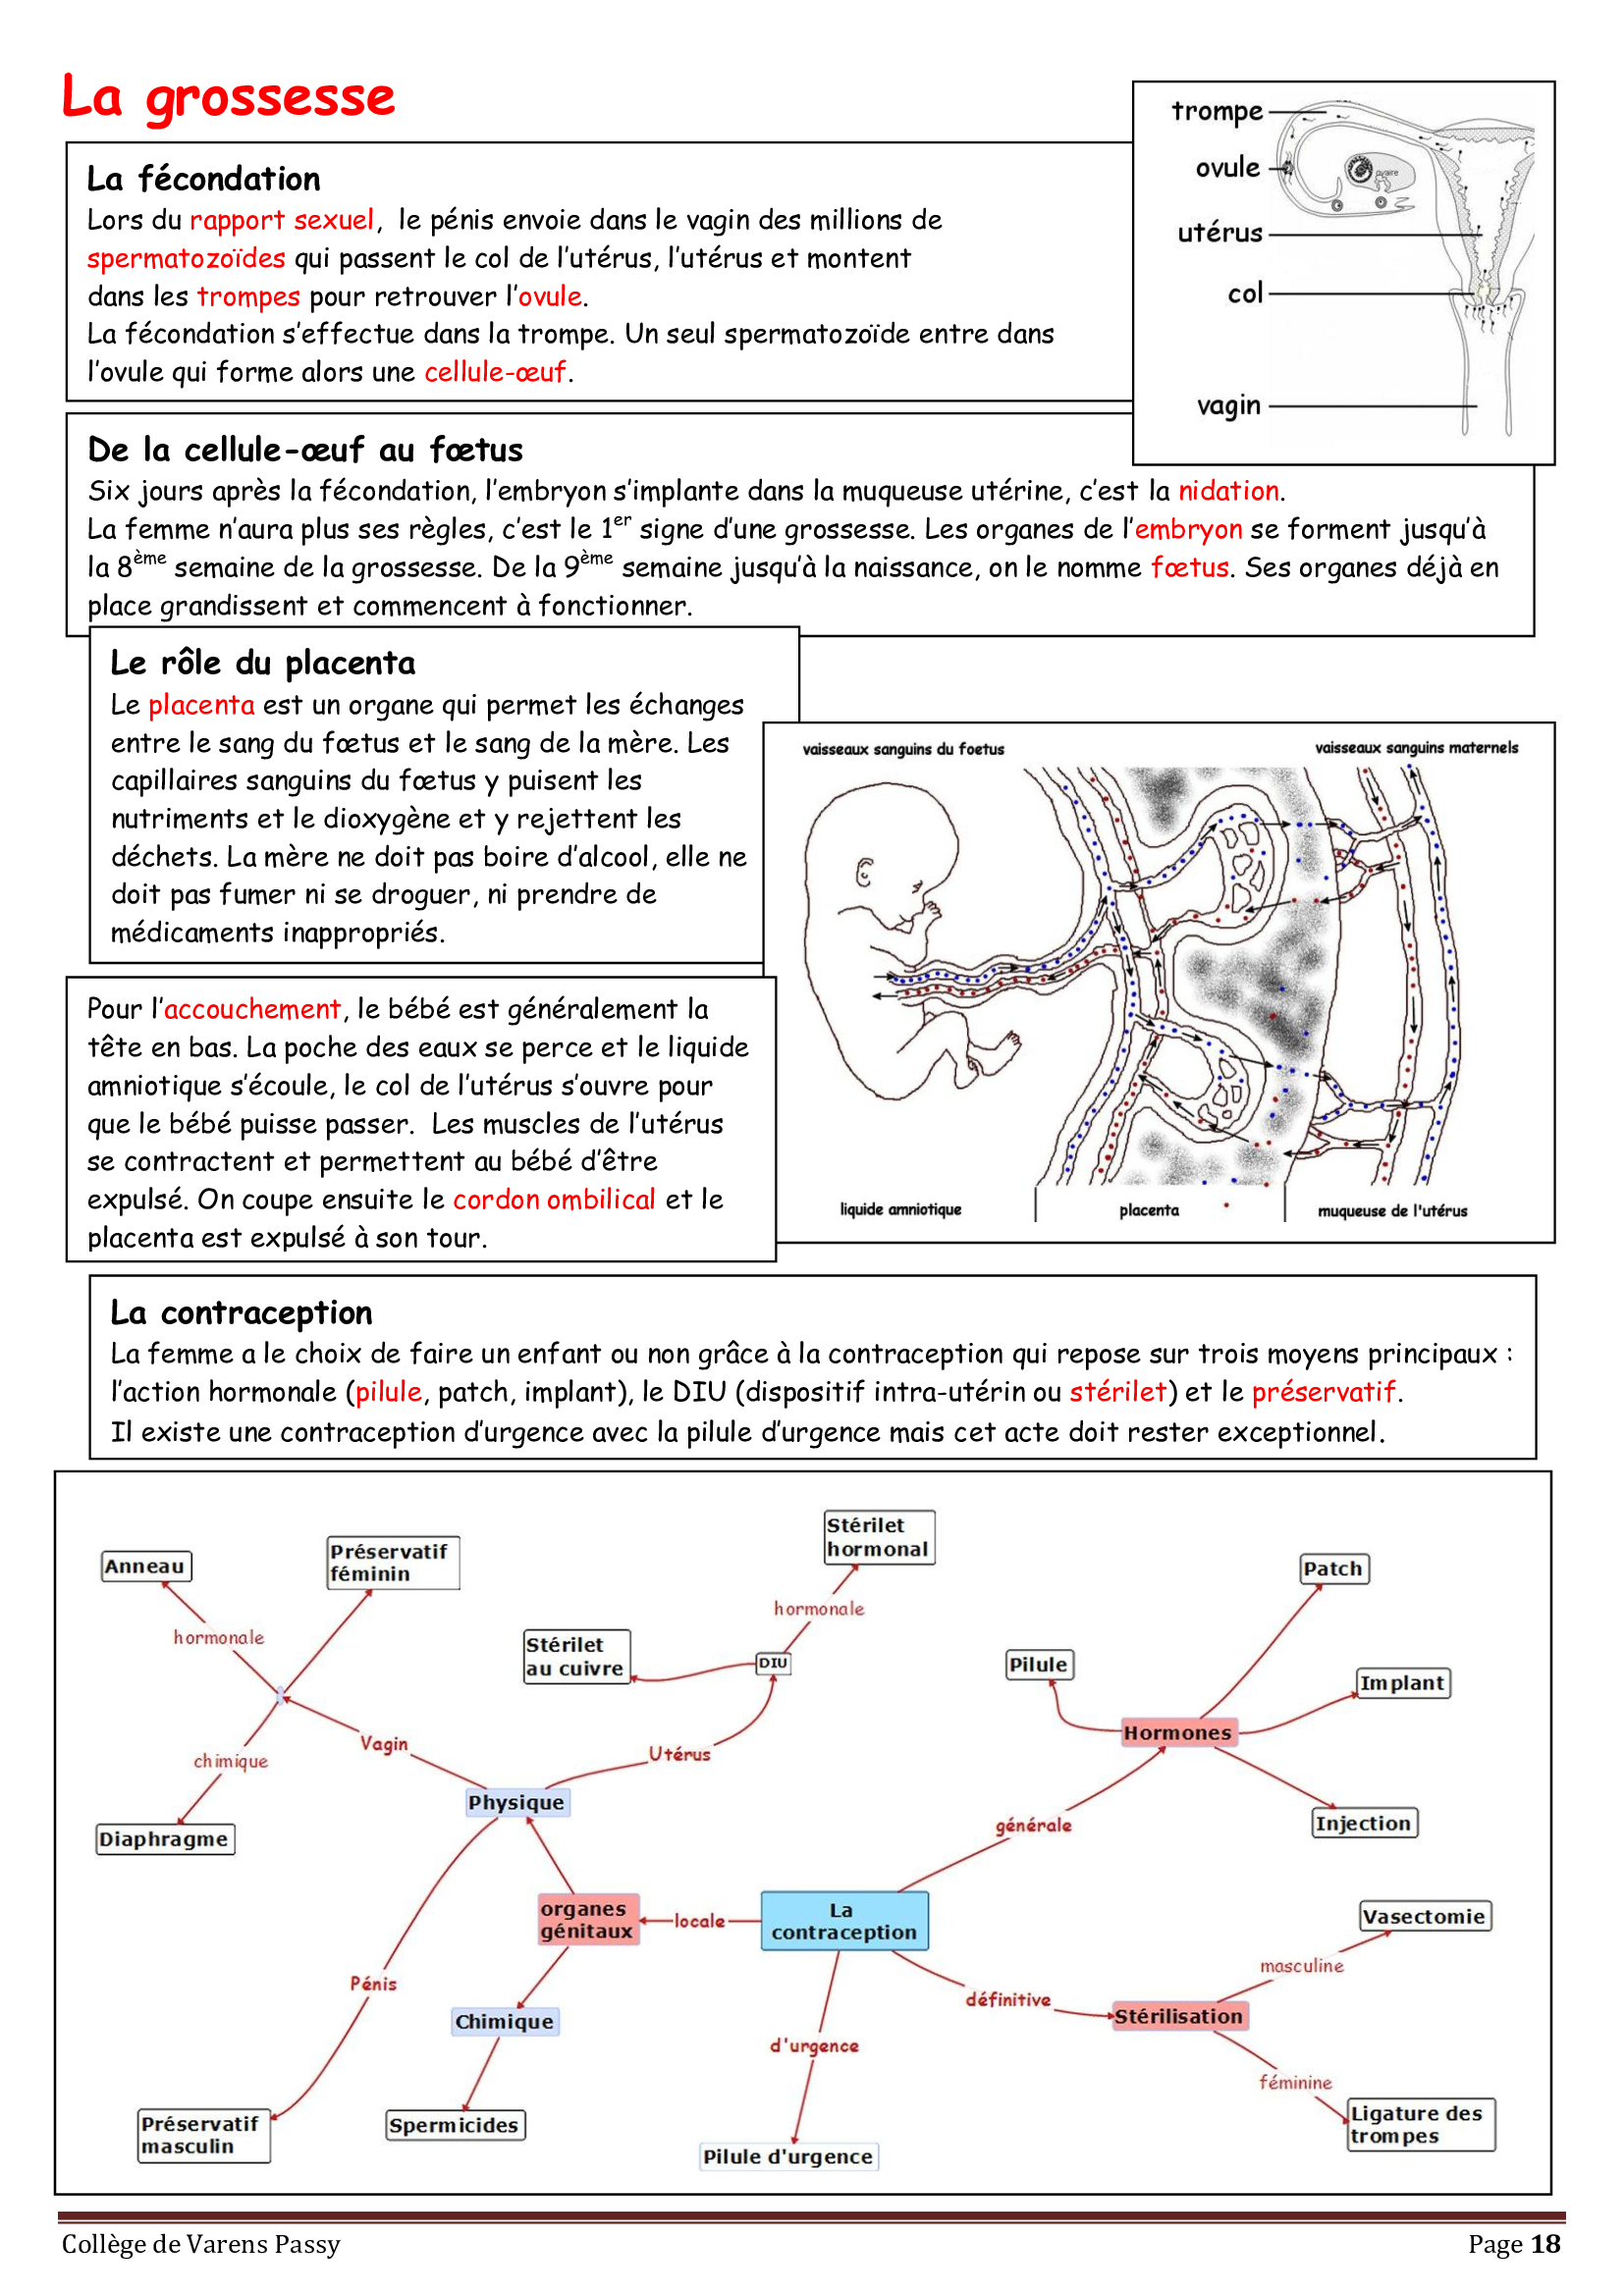 La grossesse
La fécondation
Lors du rapport sexuel,  le pénis envoie dans le vagin des millions de
spermatozoïdes qui passent le col de l'utérus, l'utérus et montent
dans les trompes pour retrouver l'ovule.
La fécondation s'effectue dans la trompe. Un seul spermatozoïde entre dans
l'ovule qui forme alors une cellule-œuf.
trompe
ovule
ovaire
utérus
col
vagin
De la cellule-œuf au fœtus
Six jours après la fécondation, l'embryon s'implante dans la muqueuse utérine, c'est la nidation.
La femme n'aura plus ses règles, c'est le 1er signe d'une grossesse. Les organes de l'embryon se forment jusqu'à
la 8ème semaine de la grossesse. De la 9ème semaine jusqu'à la naissance, on le nomme fœtus. Ses organes déjà en
place grandissent et commencent à fonctionner.
Le rôle du placenta
Le placenta est un organe qui permet les échanges
entre le sang du fœtus et le sang de la mère. Les
capillaires sanguins du fœtus y puisent les
nutriments et le dioxygène et y rejettent les
déchets. La mère ne doit pas boire d'alcool, elle ne
doit pas fumer ni se droguer, ni prendre de
médicaments inappropriés.
vaisseaux sanguins du foetus
vaisseaux sanguins maternels
liquide amniotique
placenta
muqueuse de l'utérus
Pour l'accouchement, le bébé est généralement la
tête en bas. La poche des eaux se perce et le liquide
amniotique s'écoule, le col de l'utérus s'ouvre pour
que le bébé puisse passer.  Les muscles de l'utérus
se contractent et permettent au bébé d'être
expulsé. On coupe ensuite le cordon ombilical et le
placenta est expulsé à son tour.
La contraception
La femme a le choix de faire un enfant ou non grâce à la contraception qui repose sur trois moyens principaux :
l'action hormonale (pilule, patch, implant), le DIU (dispositif intra-utérin ou stérilet) et le préservatif.
Il existe une contraception d'urgence avec la pilule d'urgence mais cet acte doit rester exceptionnel.
Anneau
Préservatif
féminin
Stérilet
hormonal
Patch
hormonale
hormonale
Stérilet
au cuivre
DIU
Pilule
Implant
Hormones
Vagin
Utérus
chimique
Physique
Diaphragme
générale
Injection
organes
génitaux
locale
La
contraception
Vasectomie
masculine
Pénis
définitive
Stérilisation
Chimique
d'urgence
féminine
Préservatif
masculin
Spermicides
Ligature des
trompes
Pilule d'urgence
Collège de Varens Passy
Page 18